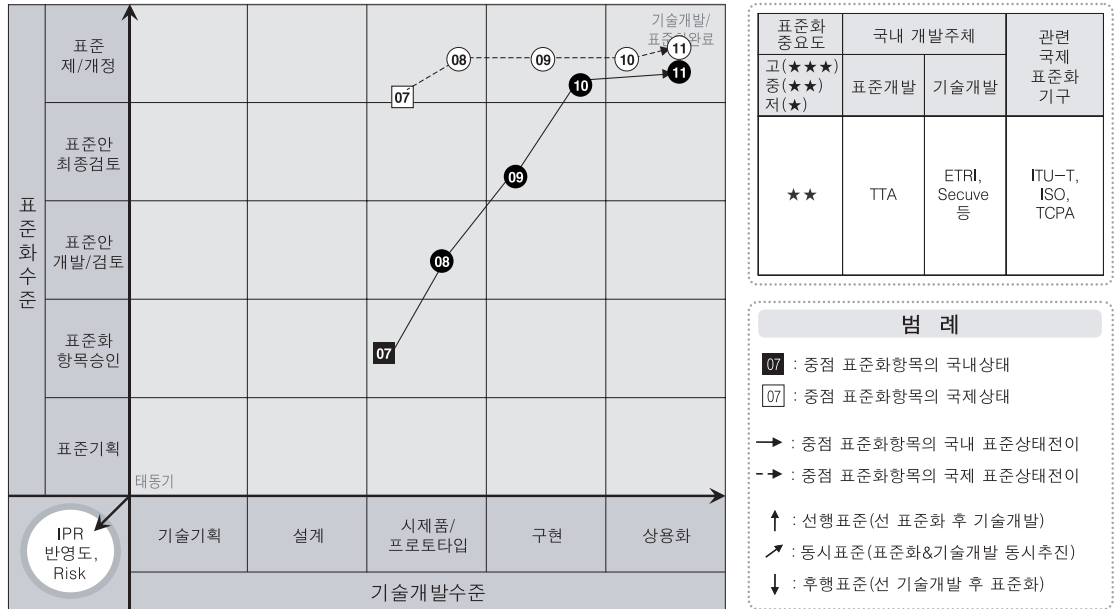 표준화수준
표준
제/개정
표준안
최종검토
표준안
개발/검토
표준화
항목승인
표준기획
기술개발/
표준화완료
07
08
09
10
11
07
08
09
10
11
태동기
IPR
반영도,
Risk
기술기획
설계
시제품/
프로토타입
구현
상용화
기술개발수준
표준화
중요도
국내 개발주체
관련
국제
표준화
기구
고(★★★)
중(★★)
저(★)
표준개발
기술개발
★★
TTA
ETRI,
Secuve
등
ITU-T,
ISO,
TCPA
범 례
07 : 중점 표준화항목의 국내상태
07 : 중점 표준화항목의 국제상태
→ : 중점 표준화항목의 국내 표준상태전이
⇢ : 중점 표준화항목의 국제 표준상태전이
↑ : 선행표준(선 표준화 후 기술개발)
↗ : 동시표준(표준화&기술개발 동시추진)
↓ : 후행표준(선 기술개발 후 표준화)